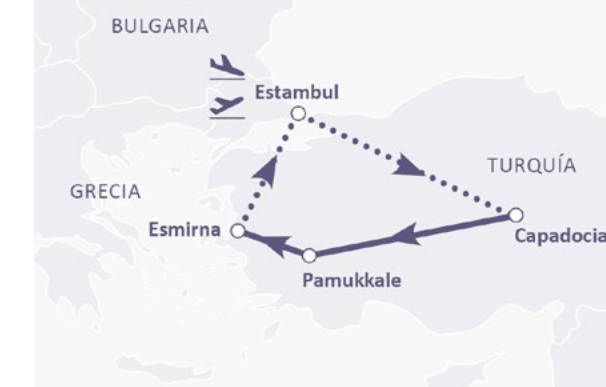 BULGARIA
Estambul
TURQUÍA
GRECIA
Esmirna
Capadocia
Pamukkale